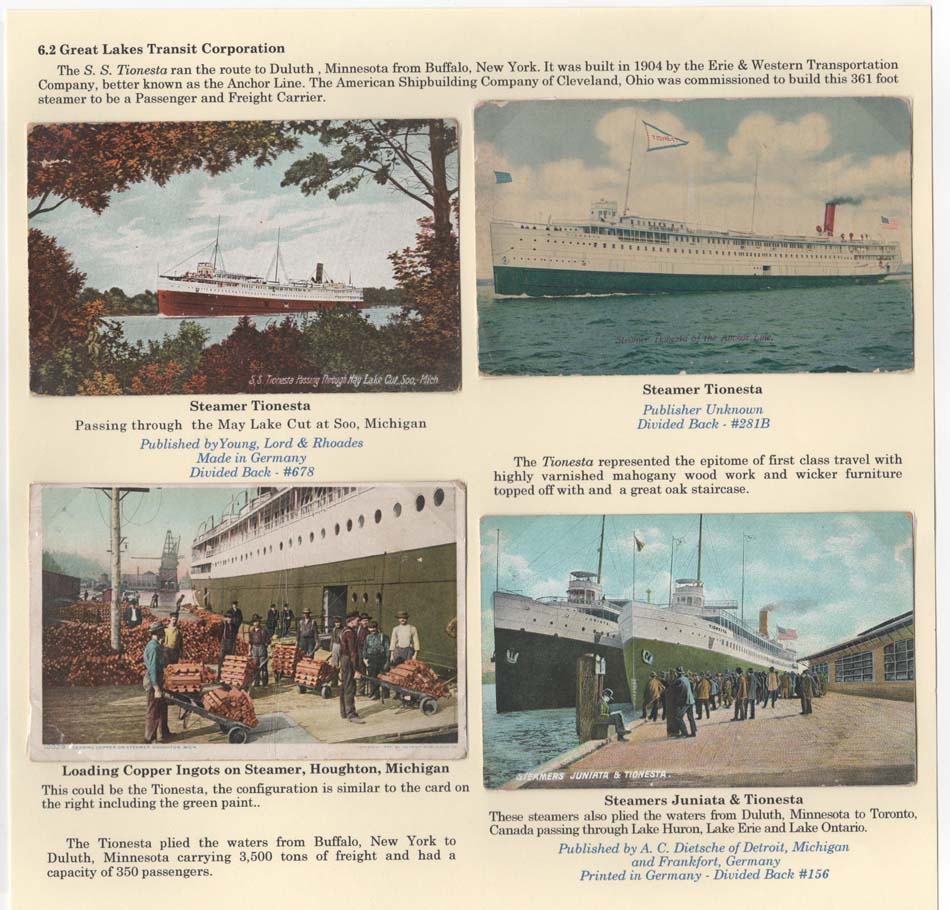 6.2 Great Lakes Transit Corporation
The S. S. Tionesta ran the route to Duluth , Minnesota from Buffalo, New York. It was built in 1904 by the Erie & Western Transportation
Company, better known as the Anchor Line. The American Shipbuilding Company of Cleveland, Ohio was commissioned to build this 361 foot
steamer to be a Passenger and Freight Carrier.
S.S. Tionesta Passing Through Hay Lake Cut, Soo,-Mich
Steamer Tionesta
Passing through the May Lake Cut at Soo, Michigan
Published byYoung, Lord & Rhoades
Made in Germany
Divided Back - #678
Steamer Tionesta of the Anchor Line.
Steamer Tionesta
Publisher Unknown
Divided Back - #281B
The Tionesta represented the epitome of first class travel with
highly varnished mahogany wood work and wicker furniture
topped off with and a great oak staircase.
LOADING COPPER ON STEAMER, HOUGHTON, MICH.
Loading Copper Ingots on Steamer, Houghton, Michigan
This could be the Tionesta, the configuration is similar to the card on
the right including the green paint..
The Tionesta plied the waters from Buffalo, New York to
Duluth, Minnesota carrying 3,500 tons of freight and had a
capacity of 350 passengers.
JUNIATA
TIONESTA
STEAMERS JUNIATA & TIONESTA.
Steamers Juniata & Tionesta
These steamers also plied the waters from Duluth, Minnesota to Toronto,
Canada passing through Lake Huron, Lake Erie and Lake Ontario.
Published by A. C. Dietsche of Detroit, Michigan
and Frankfort, Germany
Printed in Germany - Divided Back #156